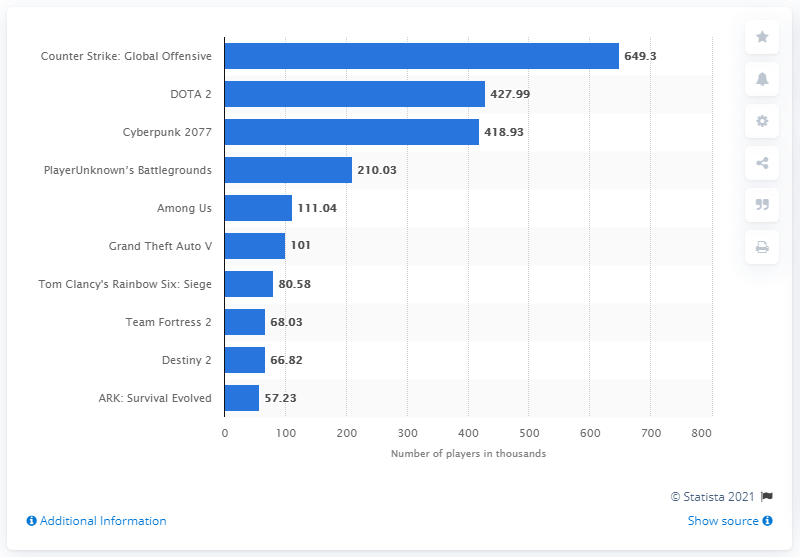 Counter Strike: Global Offensive 649.3
DOTA 2 427.99
Cyberpunk 2077 418.93
PlayerUnknown's Battlegrounds 210.03
Among Us 111.04
Grand Theft Auto V 101
Tom Clancy's Rainbow Six: Siege 80.58
Team Fortress 2 68.03
Destiny 2 66.82
ARK: Survival Evolved 57.23
0 100 200 300 400 500 600 700 800
Number of players in thousands
© Statista 2021
Additional Information
Show source